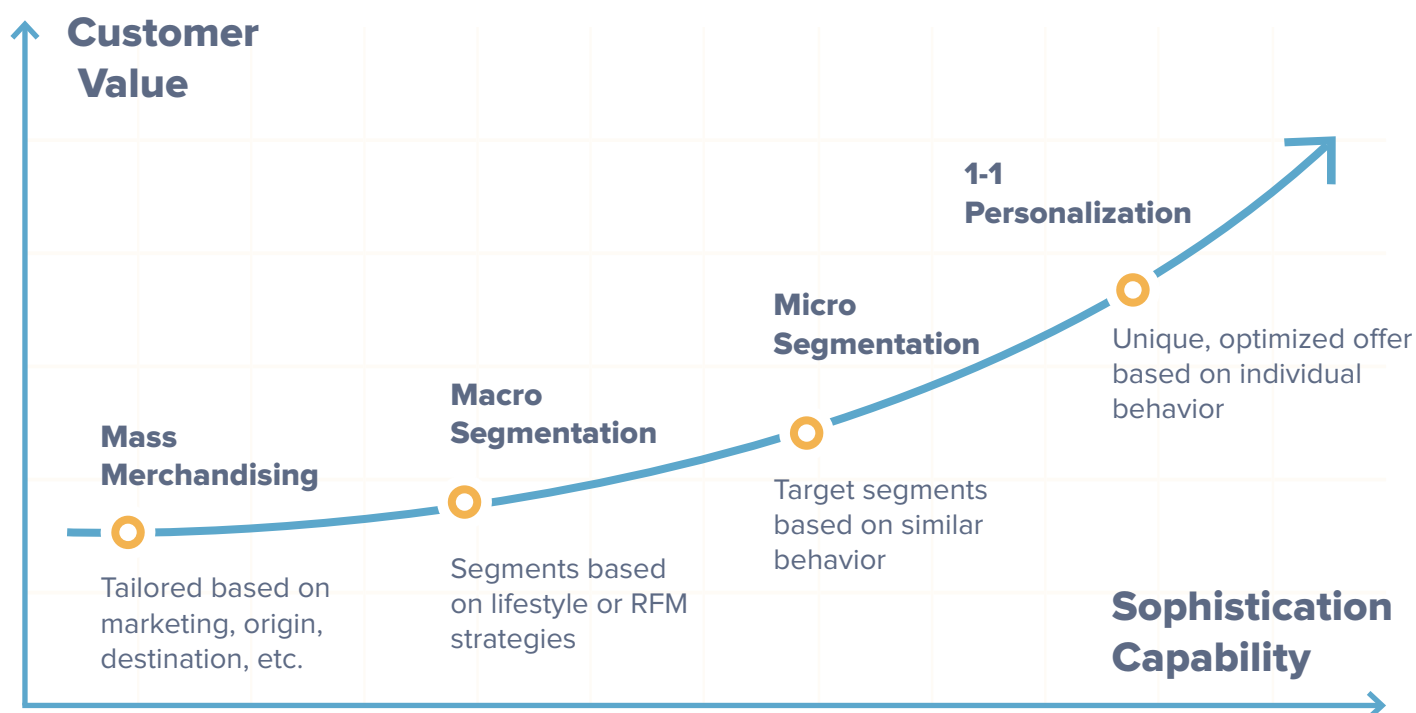 Customer
Value
1-1
Personalization
Micro
Segmentation
Unique, optimized offer
based on individual
behavior
Macro
Segmentation
Mass
Merchandising
Target segments
based on similar
behavior
Segments based
on lifestyle or RFM
strategies
Tailored based on
marketing, origin,
destination, etc.
Sophistication
Capability